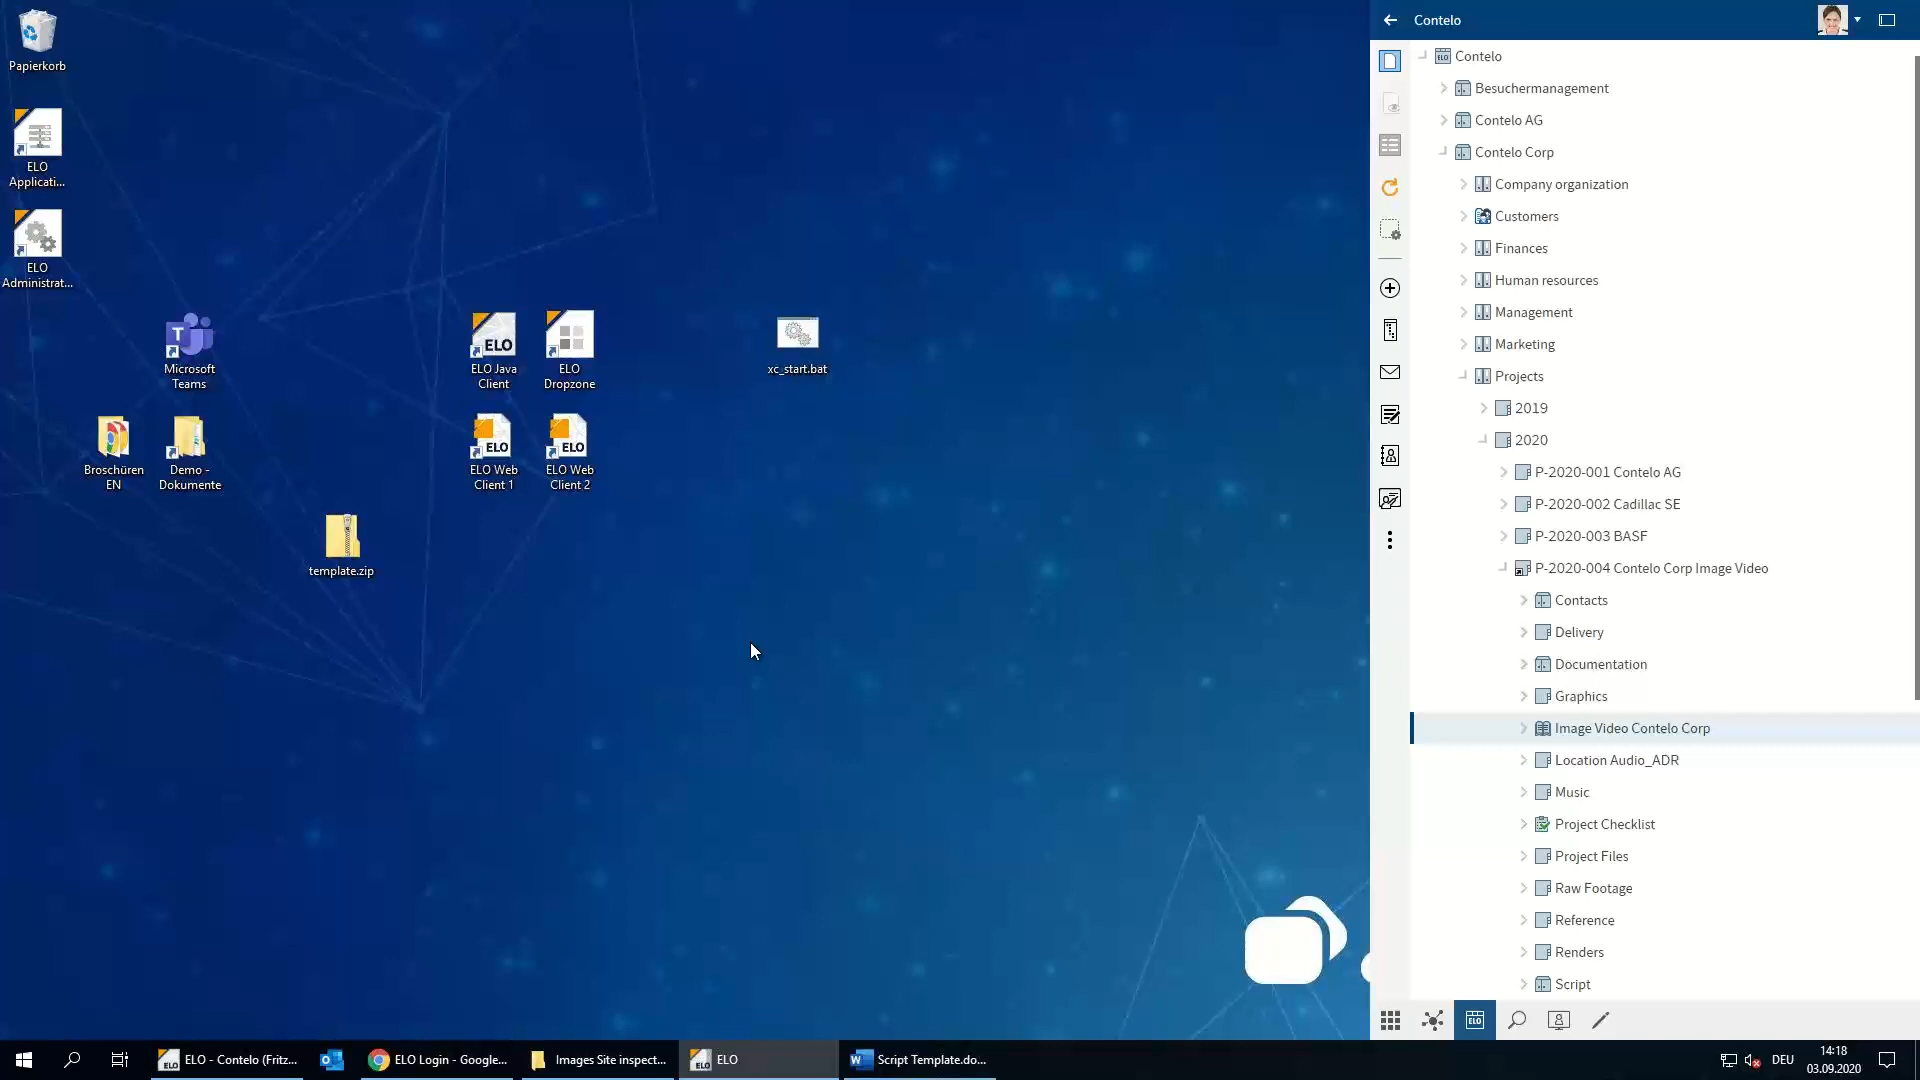 Papierkorb
ELO
Applicati...
ELO
Administrat...
Microsoft
Teams
Broschüren
EN
Demo -
Dokumente
template.zip
ELO
ELO Java
Client
ELO
Dropzone
ELO
ELO Web
Client 1
ELO
ELO Web
Client 2
xc_start.bat
Contelo
ELO Contelo
Besuchermanagement
Contelo AG
Contelo Corp
Company organization
Customers
Finances
Human resources
Management
Marketing
Projects
2019
2020
P-2020-001 Contelo AG
P-2020-002 Cadillac SE
P-2020-003 BASF
P-2020-004 Contelo Corp Image Video
Contacts
Delivery
Documentation
Graphics
Image Video Contelo Corp
Location Audio_ADR
Music
Project Checklist
Project Files
Raw Footage
Reference
Renders
Script
ELO
ELO - Contelo (Fritz...
ELO Login - Google...
Images Site inspect...
ELO
Script Template.do...
DEU
14:18
03.09.2020